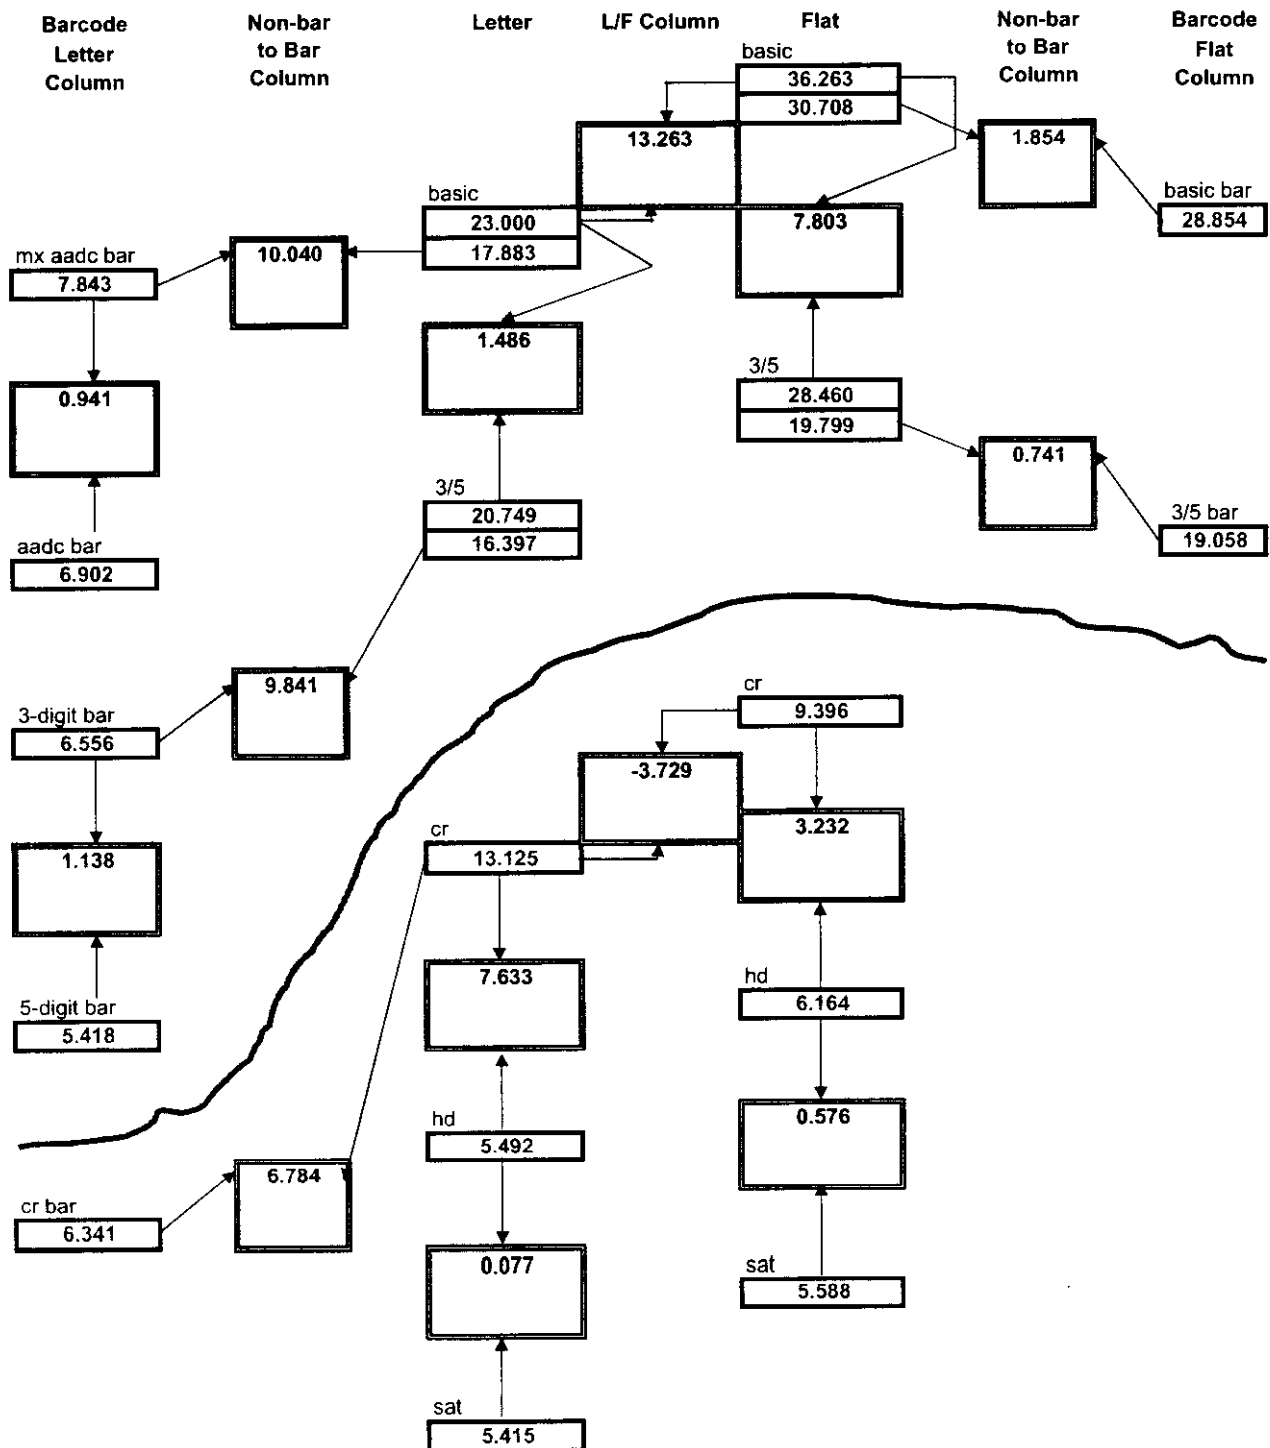 Barcode Letter Column
Non-bar to Bar Column
Letter
L/F Column
Flat
Non-bar to Bar Column
Barcode Flat Column
basic
36.263
30.708
13.263
1.854
basic
23.000
17.883
7.803
basic bar
28.854
mx aadc bar
7.843
10.040
1.486
0.941
3/5
28.460
19.799
0.741
3/5
20.749
16.397
3/5 bar
19.058
aadc bar
6.902
9.841
cr
9.396
3-digit bar
6.556
-3.729
3.232
cr
13.125
1.138
7.633
hd
6.164
5-digit bar
5.418
hd
5.492
0.576
6.784
cr bar
6.341
0.077
sat
5.588
sat
5.415